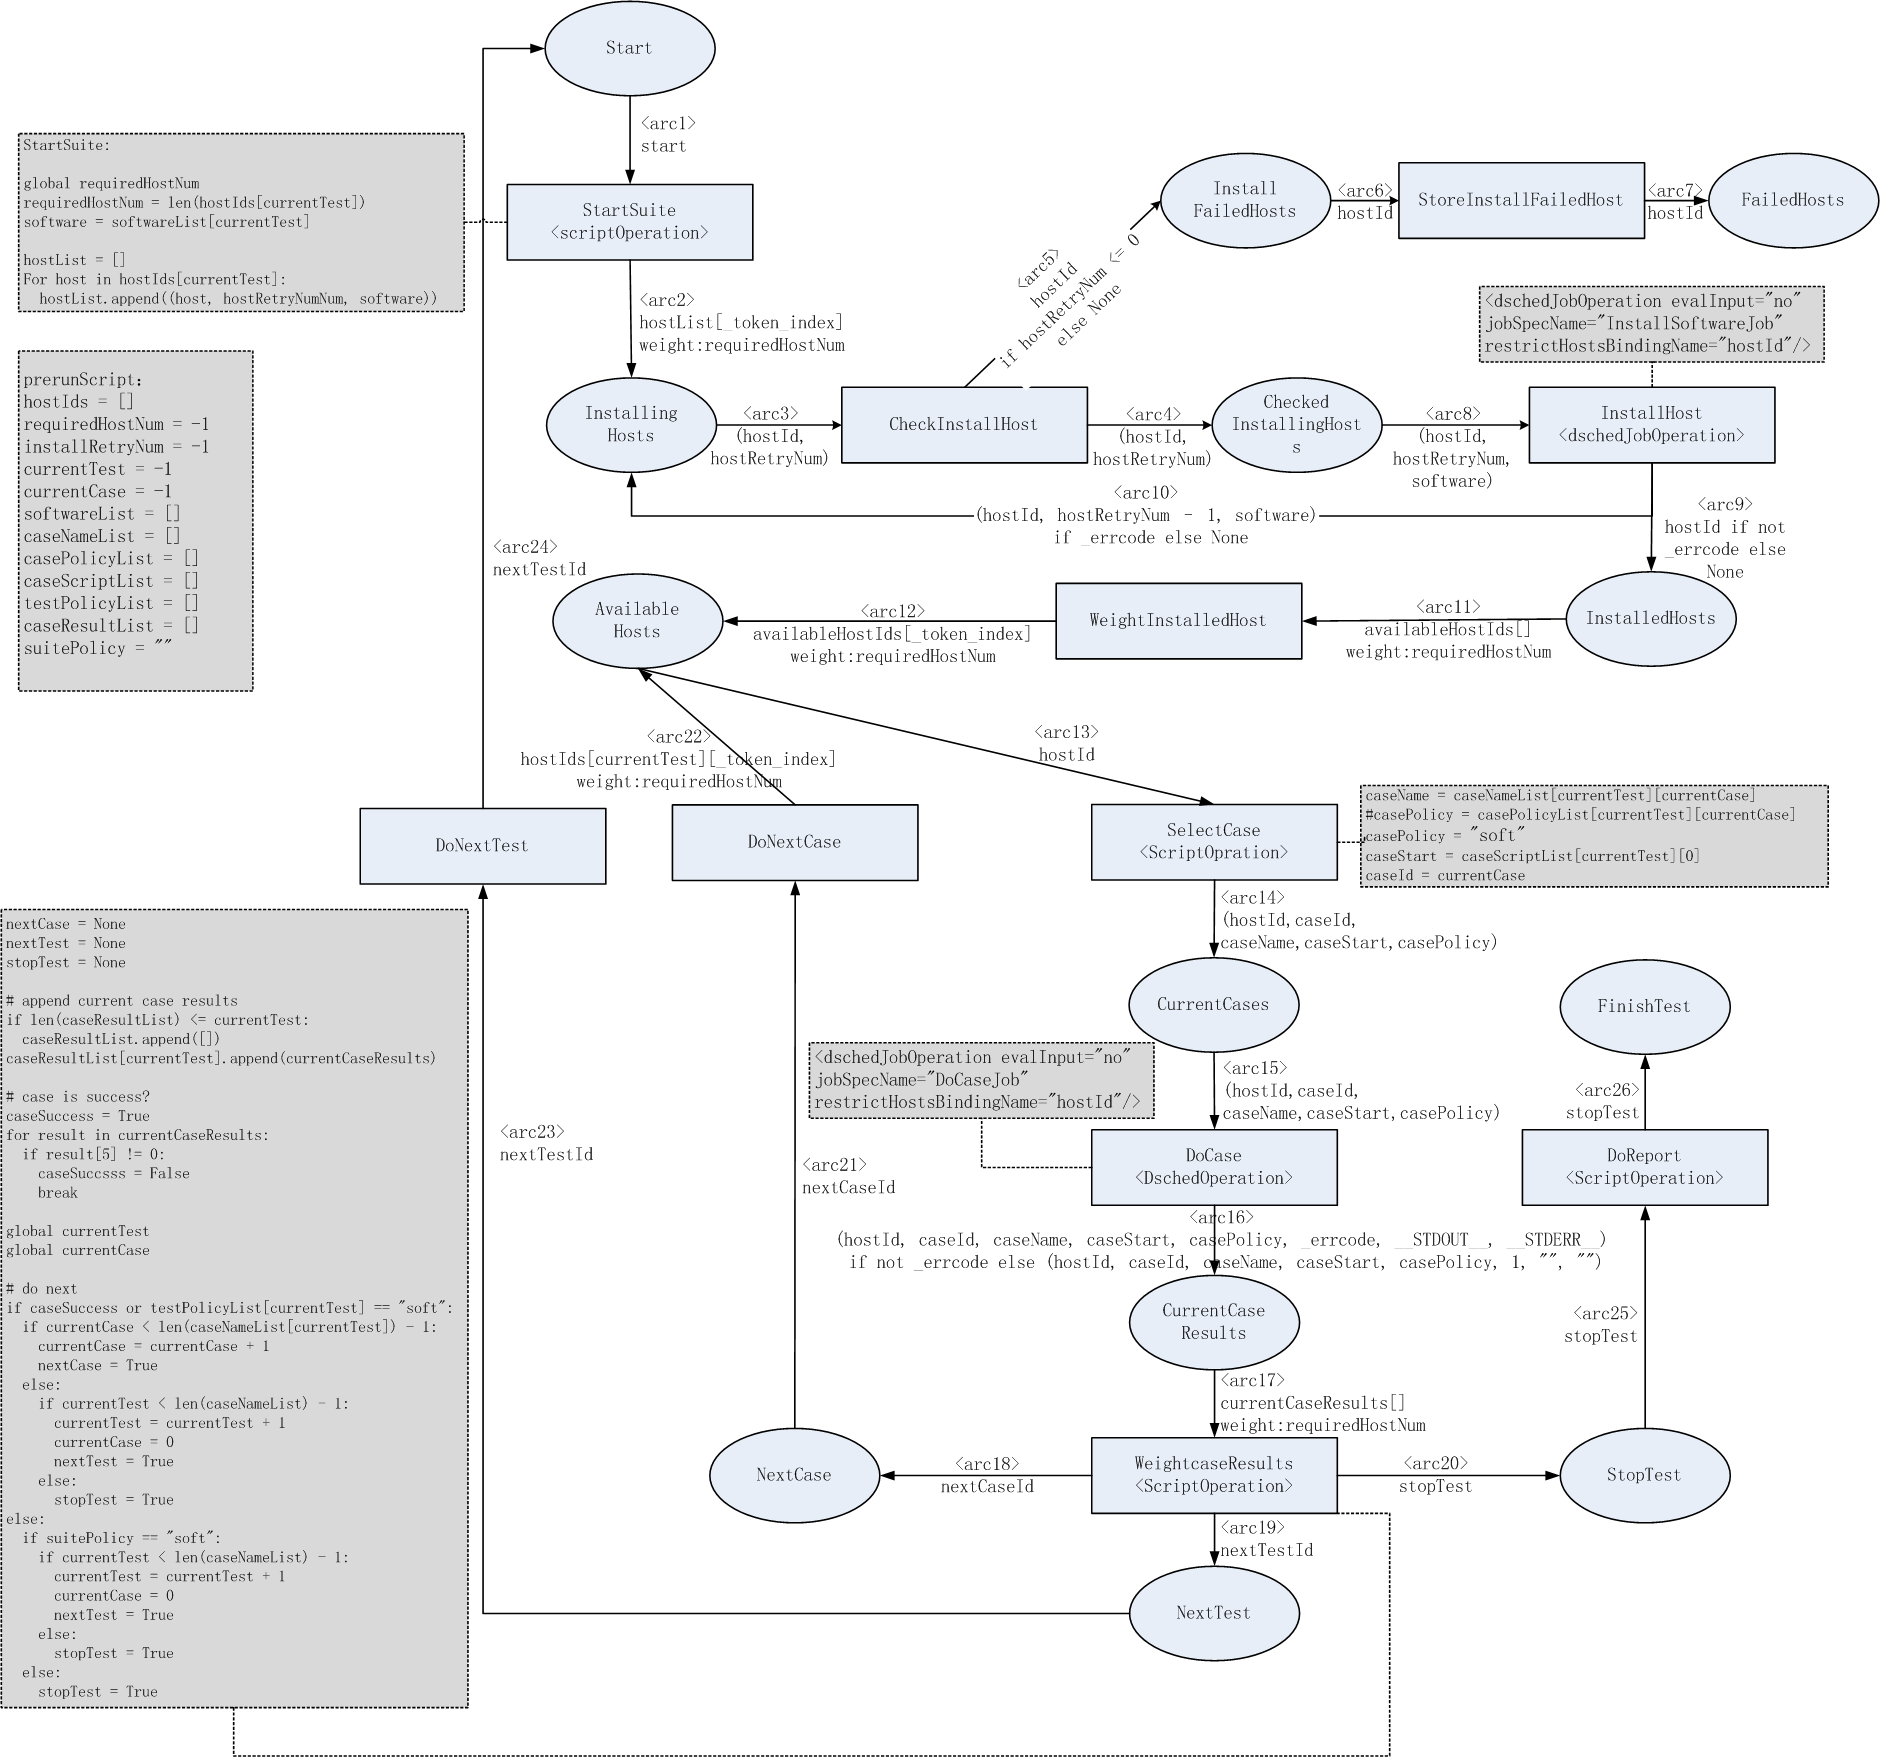 Start
<arc1>
start
StartSuite:
global requiredHostNum
requiredHostNum = len(hostIds[currentTest])
software = softwareList[currentTest]
hostList = []
For host in hostIds[currentTest]:
  hostList.append((host, hostRetryNumNum, software))
StartSuite
<scriptOperation>
Install
FailedHosts
<arc6>
hostId
StoreInstallFailedHost
<arc7>
hostId
FailedHosts
<arc5>
hostId
if hostRetryNum <= 0
else None
<arc2>
hostList[_token_index]
weight:requiredHostNum
<dschedJobOperation evalInput="no"
jobSpecName="InstallSoftwareJob"
restrictHostsBindingName="hostId"/>
prerunScript:
hostIds = []
requiredHostNum = -1
installRetryNum = -1
currentTest = -1
currentCase = -1
softwareList = []
caseNameList = []
casePolicyList = []
caseScriptList = []
testPolicyList = []
caseResultList = []
suitePolicy = ""
Installing
Hosts
<arc3>
(hostId,
hostRetryNum)
CheckInstallHost
<arc4>
(hostId,
hostRetryNum)
Checked
InstallingHost
s
<arc8>
(hostId,
hostRetryNum,
software)
InstallHost
<dschedJobOperation>
<arc10>
(hostId, hostRetryNum - 1, software)
if _errcode else None
<arc9>
hostId if not
_errcode else
None
<arc24>
nextTestId
Available
Hosts
<arc12>
availableHostIds[_token_index]
weight:requiredHostNum
WeightInstalledHost
<arc11>
availableHostIds[]
weight:requiredHostNum
InstalledHosts
<arc22>
hostIds[currentTest][_token_index]
weight:requiredHostNum
<arc13>
hostId
DoNextTest
DoNextCase
SelectCase
<ScriptOpration>
caseName = caseNameList[currentTest][currentCase]
#casePolicy = casePolicyList[currentTest][currentCase]
casePolicy = "soft"
caseStart = caseScriptList[currentTest][0]
caseId = currentCase
<arc14>
(hostId,caseId,
caseName,caseStart,casePolicy)
nextCase = None
nextTest = None
stopTest = None
# append current case results
if len(caseResultList) <= currentTest:
  caseResultList.append([])
caseResultList[currentTest].append(currentCaseResults)
# case is success?
caseSuccess = True
for result in currentCaseResults:
  if result[5] != 0:
    caseSuccsss = False
    break
global currentTest
global currentCase
# do next
if caseSuccess or testPolicyList[currentTest] == "soft":
  if currentCase < len(caseNameList[currentTest]) - 1:
    currentCase = currentCase + 1
    nextCase = True
  else:
    if currentTest < len(caseNameList) - 1:
      currentTest = currentTest + 1
      currentCase = 0
      nextTest = True
    else:
      stopTest = True
else:
  if suitePolicy == "soft":
    if currentTest < len(caseNameList) - 1:
      currentTest = currentTest + 1
      currentCase = 0
      nextTest = True
    else:
      stopTest = True
  else:
    stopTest = True
CurrentCases
FinishTest
<dschedJobOperation evalInput="no"
jobSpecName="DoCaseJob"
restrictHostsBindingName="hostId"/>
<arc15>
(hostId,caseId,
caseName,caseStart,casePolicy)
<arc26>
stopTest
<arc23>
nextTestId
<arc21>
nextCaseId
DoCase
<DschedOperation>
DoReport
<ScriptOperation>
<arc16>
(hostId, caseId, caseName, caseStart, casePolicy, _errcode, __STDOUT__, __STDERR__)
if not _errcode else (hostId, caseId, caseName, caseStart, casePolicy, 1, "", "")
CurrentCase
Results
<arc25>
stopTest
<arc17>
currentCaseResults[]
weight:requiredHostNum
NextCase
<arc18>
nextCaseId
WeightcaseResults
<ScriptOperation>
<arc20>
stopTest
StopTest
<arc19>
nextTestId
NextTest